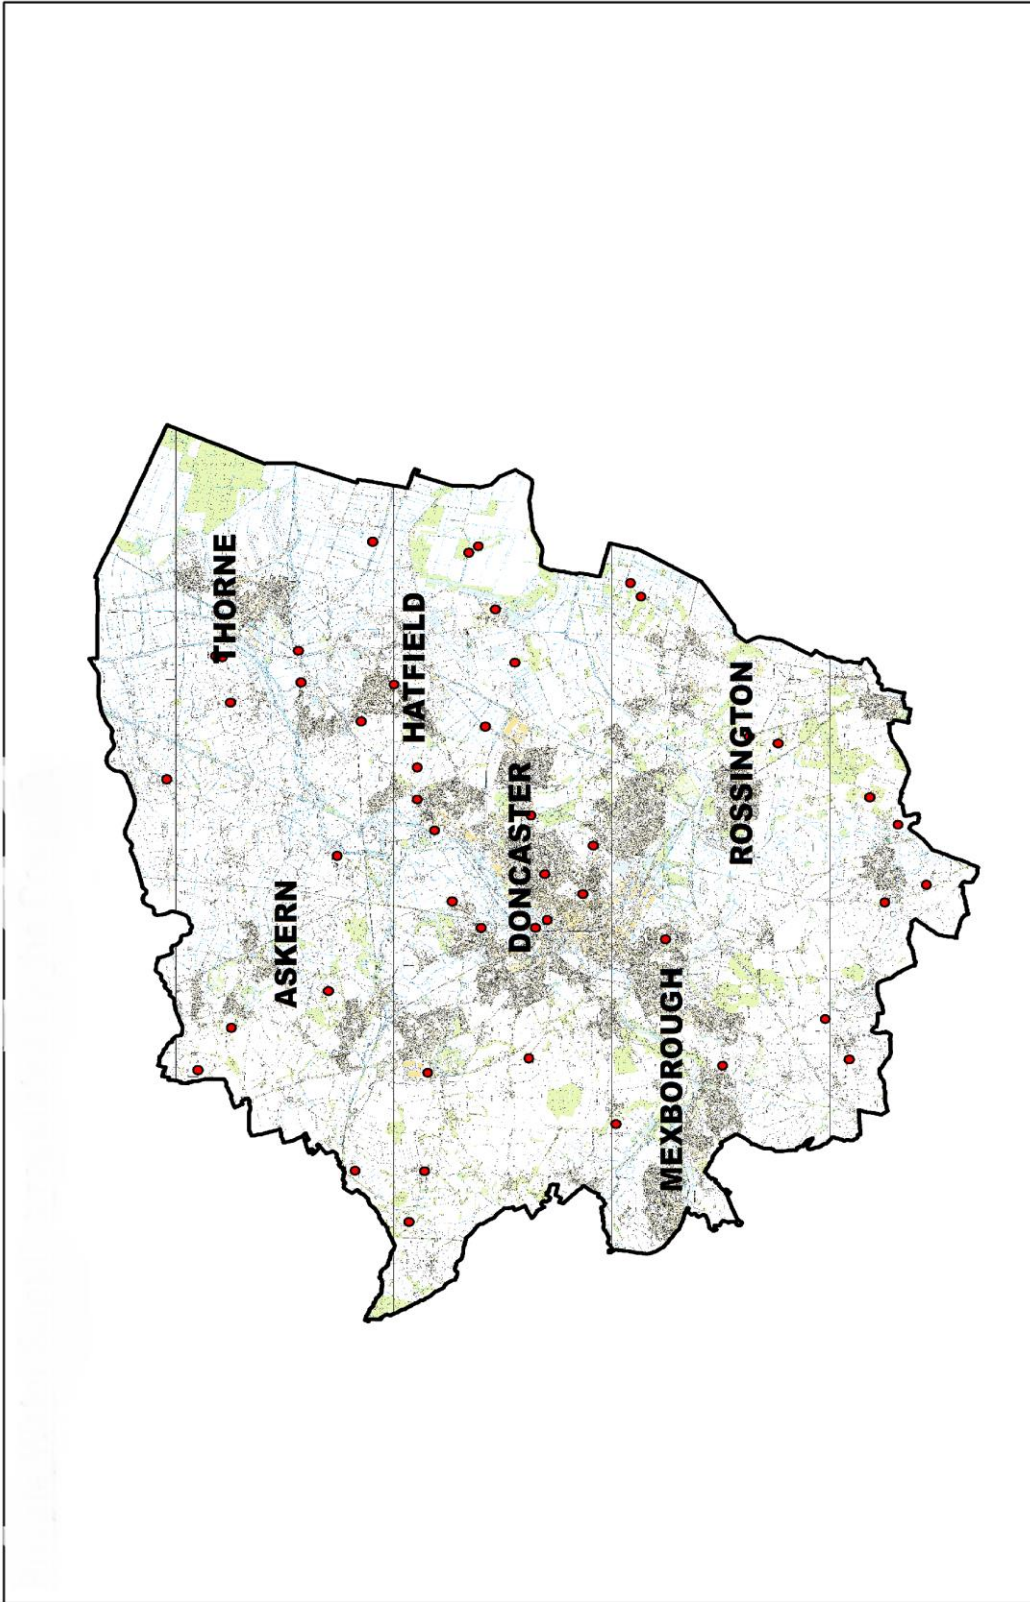 THORNE
HATFIELD
ASKERN
DONCASTER
ROSSINGTON
MEXBOROUGH